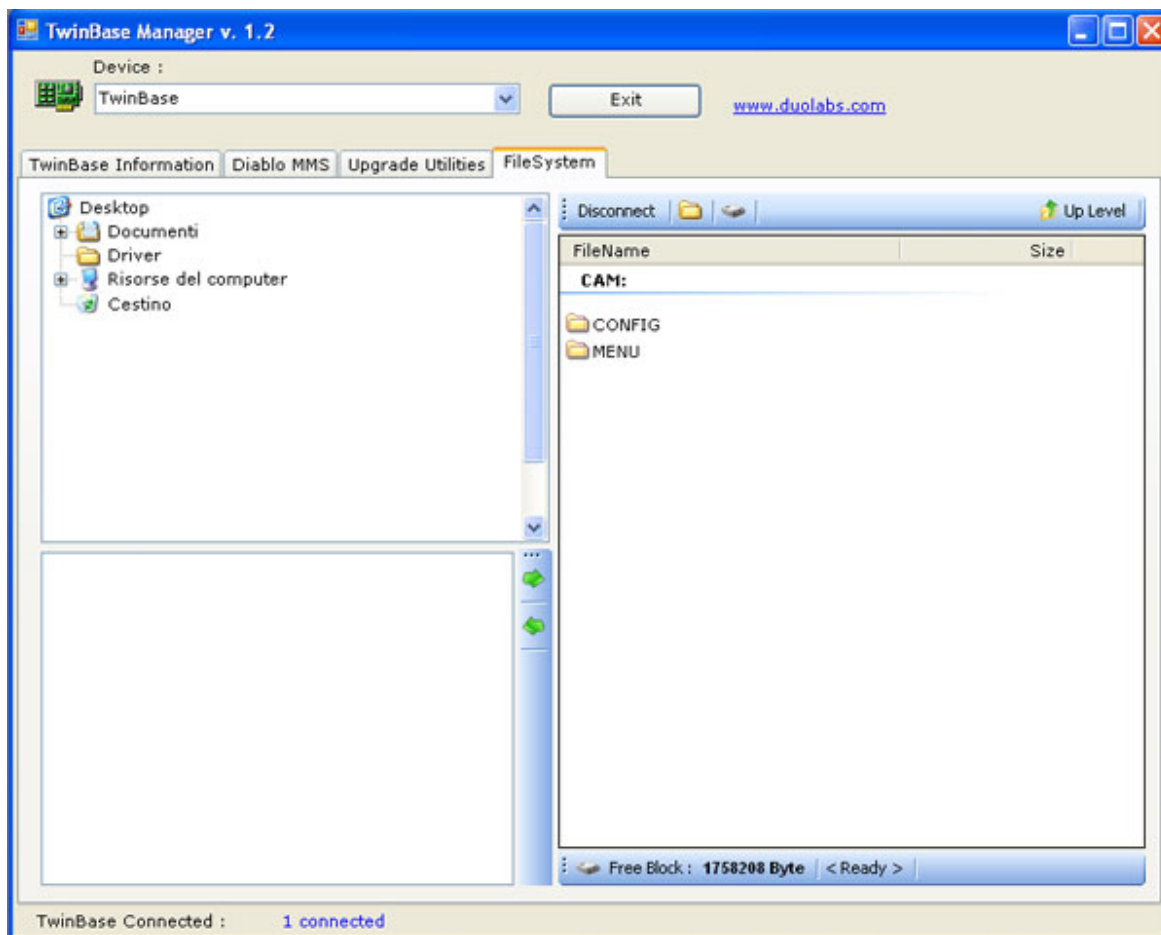 TwinBase Manager v. 1.2
Device :
TwinBase
Exit
www.duolabs.com
TwinBase Information
Diablo MMS
Upgrade Utilities
FileSystem
Desktop
Documenti
Driver
Risorse del computer
Cestino
Disconnect
Up Level
FileName
Size
CAM:
CONFIG
MENU
Free Block : 1758208 Byte
< Ready >
TwinBase Connected :
1 connected